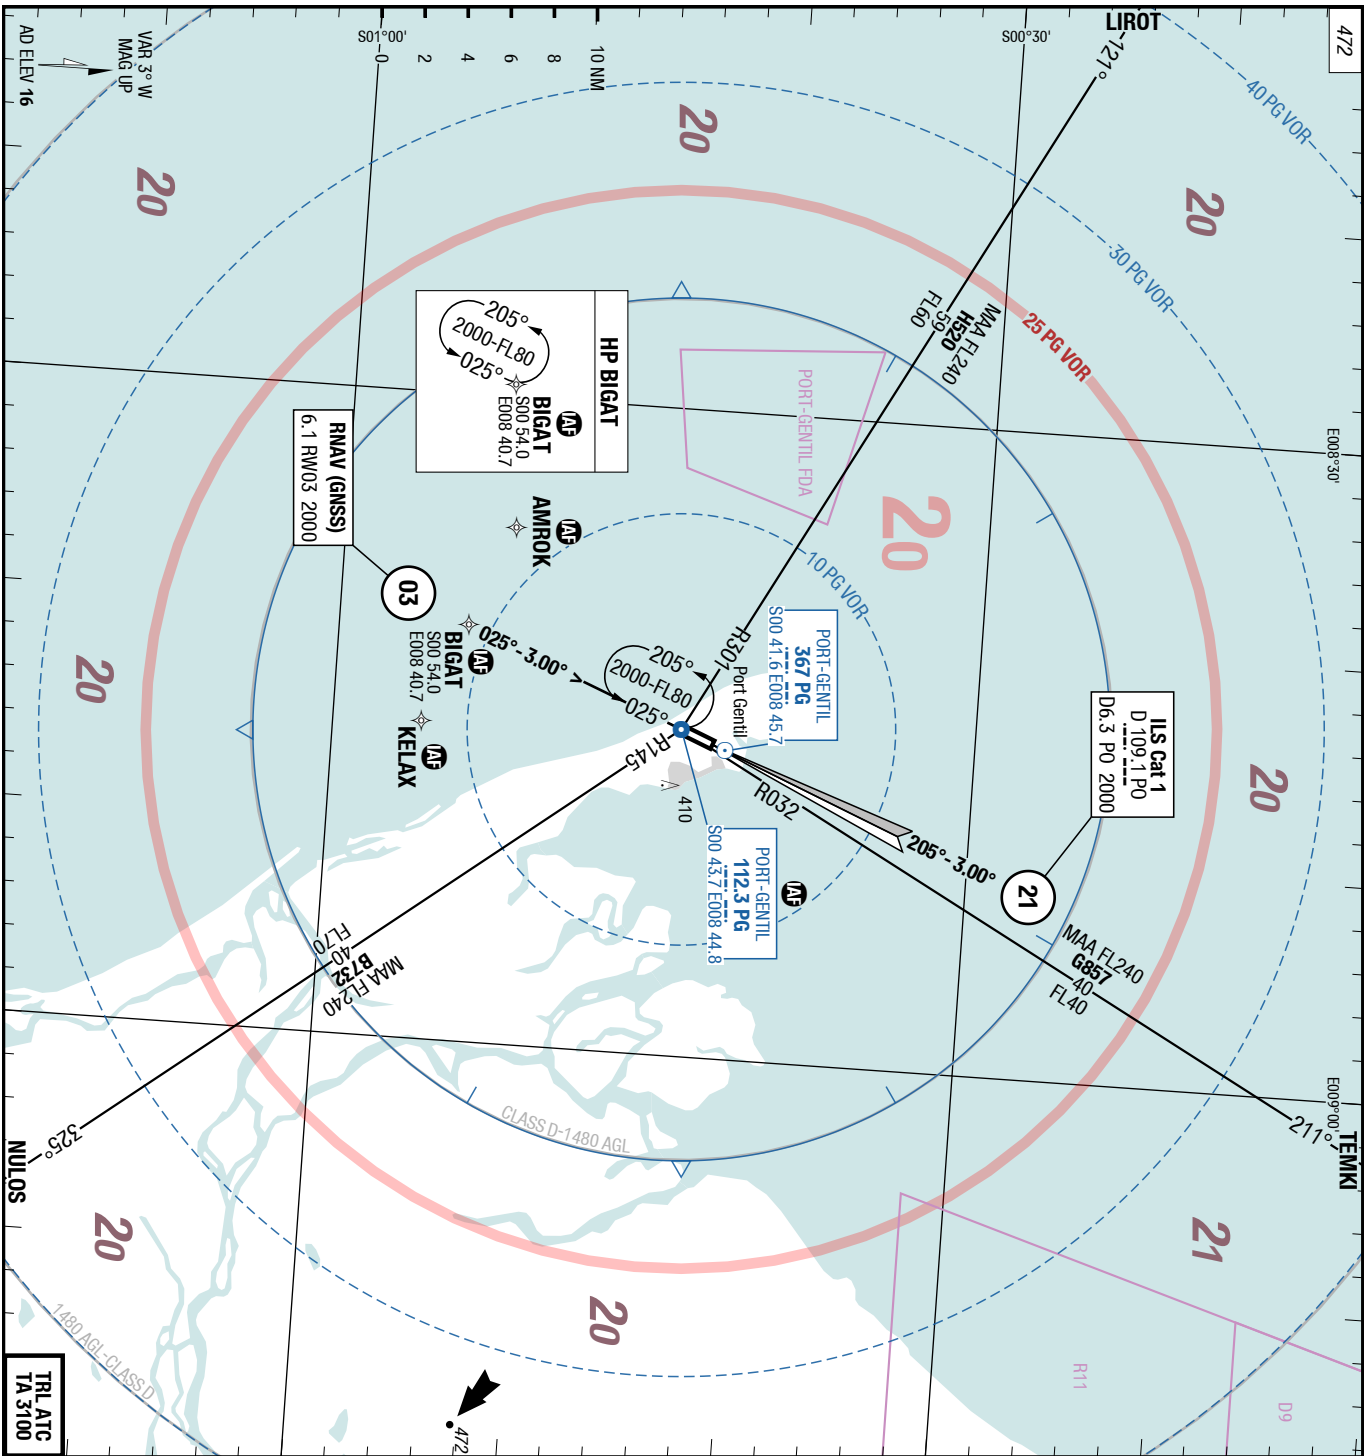 472
LIROT
121°
S00°30'
S01°00'
0
2
4
6
8
10 NM
VAR 3° W
MAG UP
AD ELEV 16
40 PG VOR
30 PG VOR
25 PG VOR
10 PG VOR
20
20
20
20
20
20
20
20
21
MAA FL240
H520
59
FL60
E008°30'
PORT-GENTIL FDA
HP BIGAT
205°
2000-FL80
025°
IAF
BIGAT
S00 54.0
E008 40.7
RNAV (GNSS)
6.1 RW03 2000
03
IAF
AMROK
IAF
BIGAT
S00 54.0
E008 40.7
IAF
KELAX
025°-3.00° >
205°
2000-FL80
025°
R301
Port Gentil
PORT-GENTIL
367 PG
S00 41.6 E008 45.7
ILS Cat 1
D 109.1 PO
D6.3 PO 2000
21
205°-3.00°
R032
R145
410
PORT-GENTIL
112.3 PG
S00 43.7 E008 44.8
IAF
MAA FL240
G857
40
FL40
MAA FL240
B732
40
FL70
E009°00'
211°
TEMKI
325°
NULOS
CLASS D-1480 AGL
1480 AGL-CLASS D
R11
D9
472
TRL ATC
TA 3100